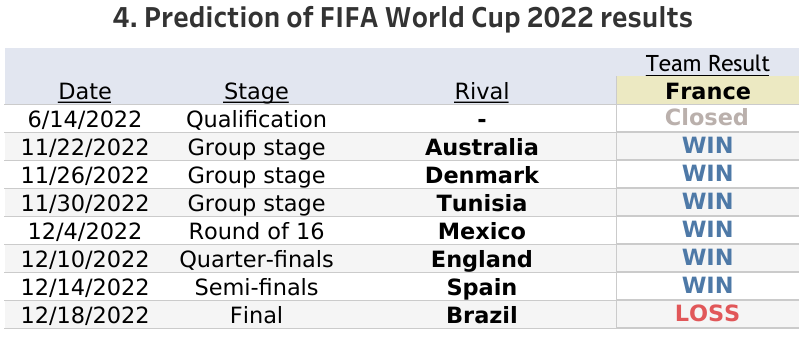 4. Prediction of FIFA World Cup 2022 results
Team Result
Date Stage Rival France
6/14/2022 Qualification - Closed
11/22/2022 Group stage Australia WIN
11/26/2022 Group stage Denmark WIN
11/30/2022 Group stage Tunisia WIN
12/4/2022 Round of 16 Mexico WIN
12/10/2022 Quarter-finals England WIN
12/14/2022 Semi-finals Spain WIN
12/18/2022 Final Brazil LOSS